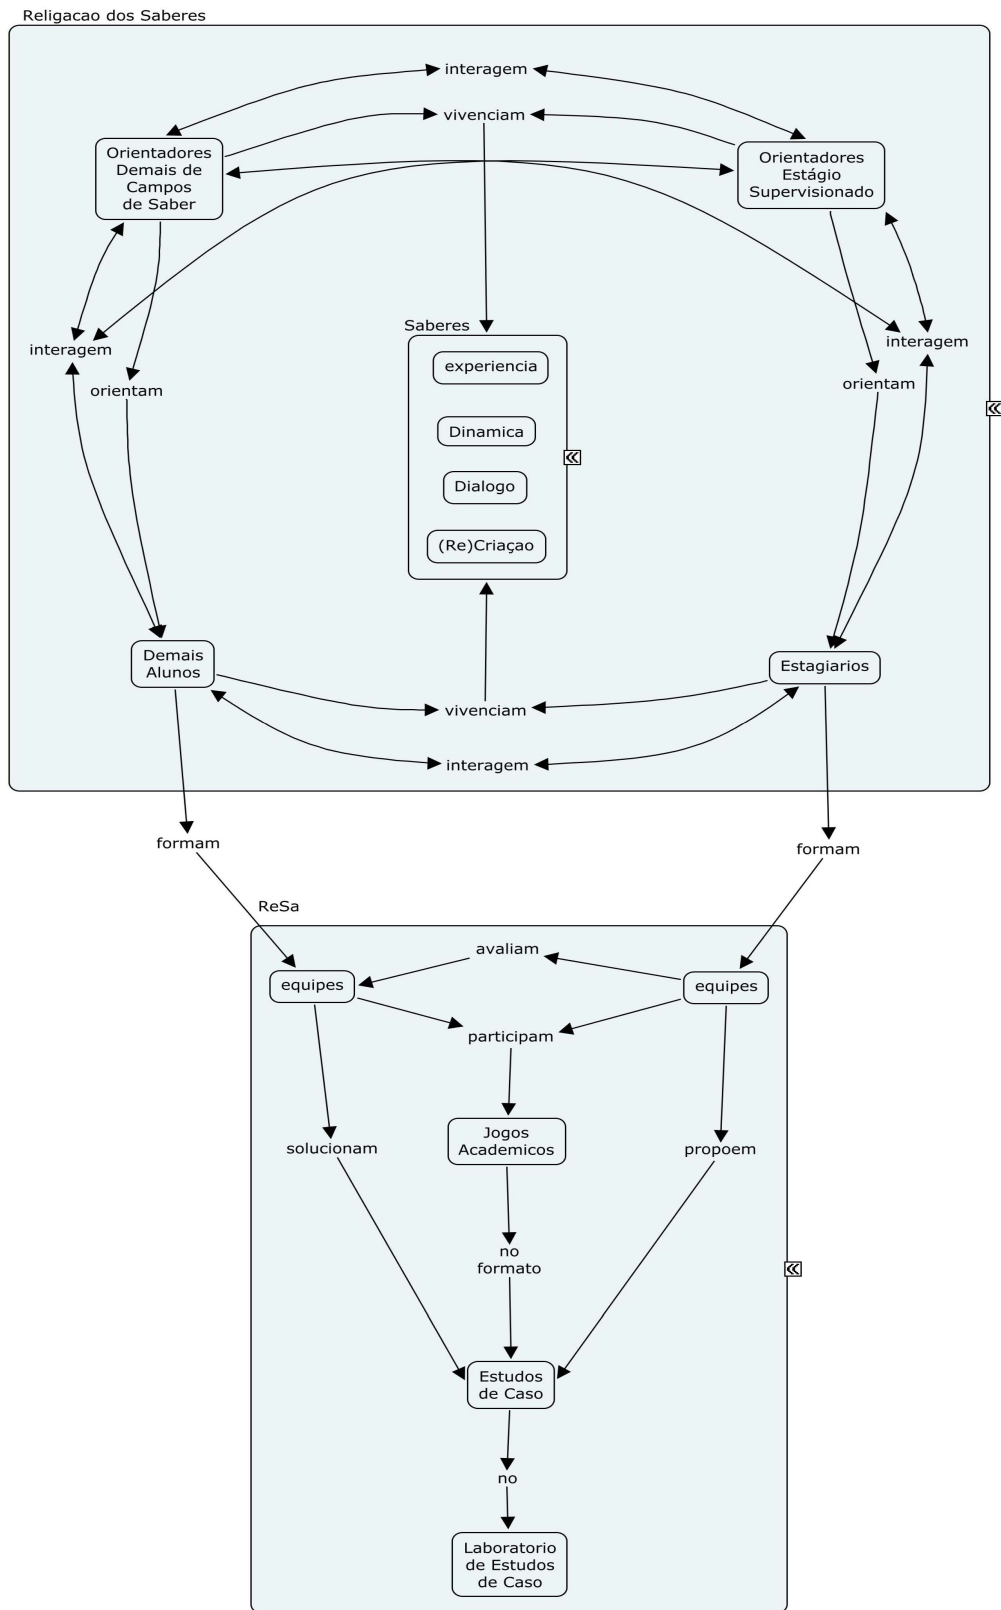 Religacao dos Saberes
interagem
vivenciam
Orientadores
Demais de
Campos
de Saber
Orientadores
Estágio
Supervisionado
interagem
orientam
Saberes
experiencia
Dinamica
Dialogo
(Re)Criaçao
interagem
orientam
Demais
Alunos
Estagiarios
vivenciam
interagem
formam
formam
ReSa
avaliam
equipes
equipes
participam
solucionam
Jogos
Academicos
propoem
no
formato
Estudos
de Caso
no
Laboratorio
de Estudos
de Caso